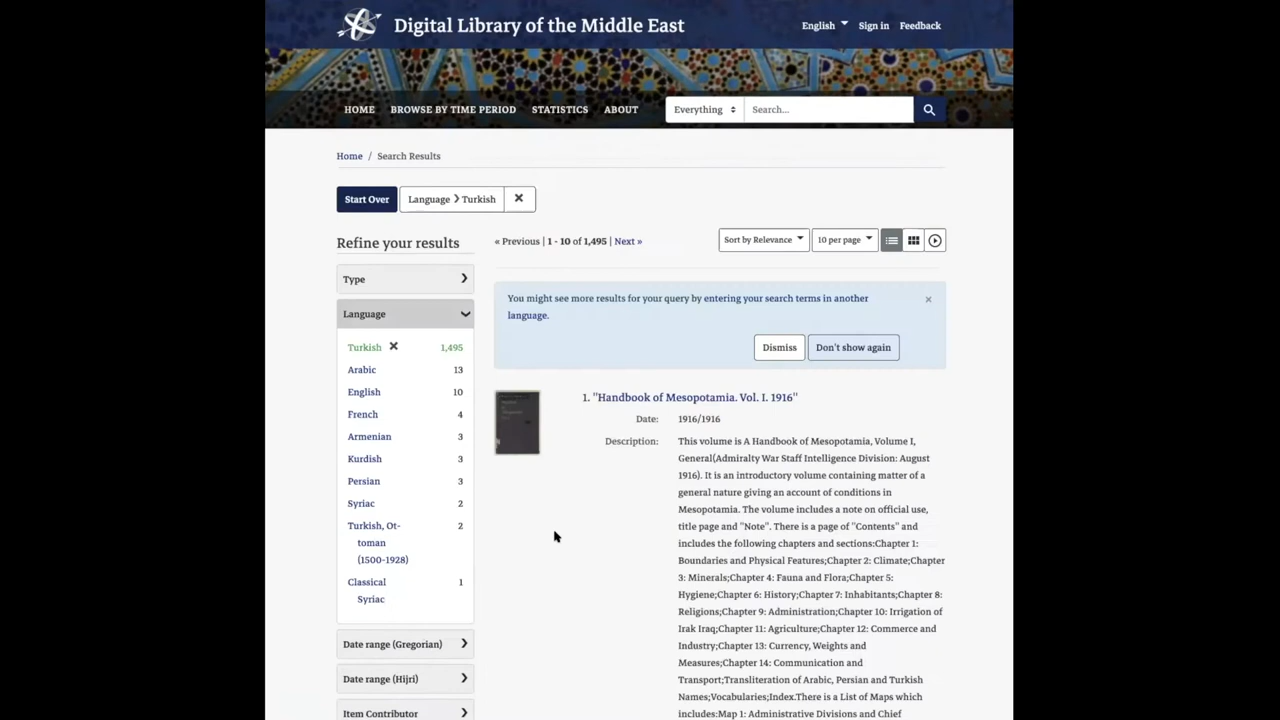 Digital Library of the Middle East
English Sign in Feedback
HOME BROWSE BY TIME PERIOD STATISTICS ABOUT Everything Search...
Home / Search Results
Start Over Language Turkish ✕
Refine your results
« Previous | 1 - 10 of 1,495 | Next »
Sort by Relevance 10 per page
Type
Language
Turkish ✕ 1,495
Arabic 13
English 10
French 4
Armenian 3
Kurdish 3
Persian 3
Syriac 2
Turkish, Ot-
toman
(1500-1928) 2
Classical
Syriac 1
Date range (Gregorian)
Date range (Hijri)
Item Contributor
You might see more results for your query by entering your search terms in another
language.
×
Dismiss Don't show again
1. "Handbook of Mesopotamia. Vol. I. 1916"
Date: 1916/1916
Description: This volume is A Handbook of Mesopotamia, Volume I,
General(Admiralty War Staff Intelligence Division: August
1916). It is an introductory volume containing matter of a
general nature giving an account of conditions in
Mesopotamia. The volume includes a note on official use,
title page and "Note". There is a page of "Contents" and
includes the following chapters and sections:Chapter 1:
Boundaries and Physical Features;Chapter 2: Climate;Chapter
3: Minerals;Chapter 4: Fauna and Flora;Chapter 5:
Hygiene;Chapter 6: History;Chapter 7: Inhabitants;Chapter 8:
Religions;Chapter 9: Administration;Chapter 10: Irrigation of
Irak Iraq;Chapter 11: Agriculture;Chapter 12: Commerce and
Industry;Chapter 13: Currency, Weights and
Measures;Chapter 14: Communication and
Transport;Transliteration of Arabic, Persian and Turkish
Names;Vocabularies;Index.There is a List of Maps which
includes:Map 1: Administrative Divisions and Chief